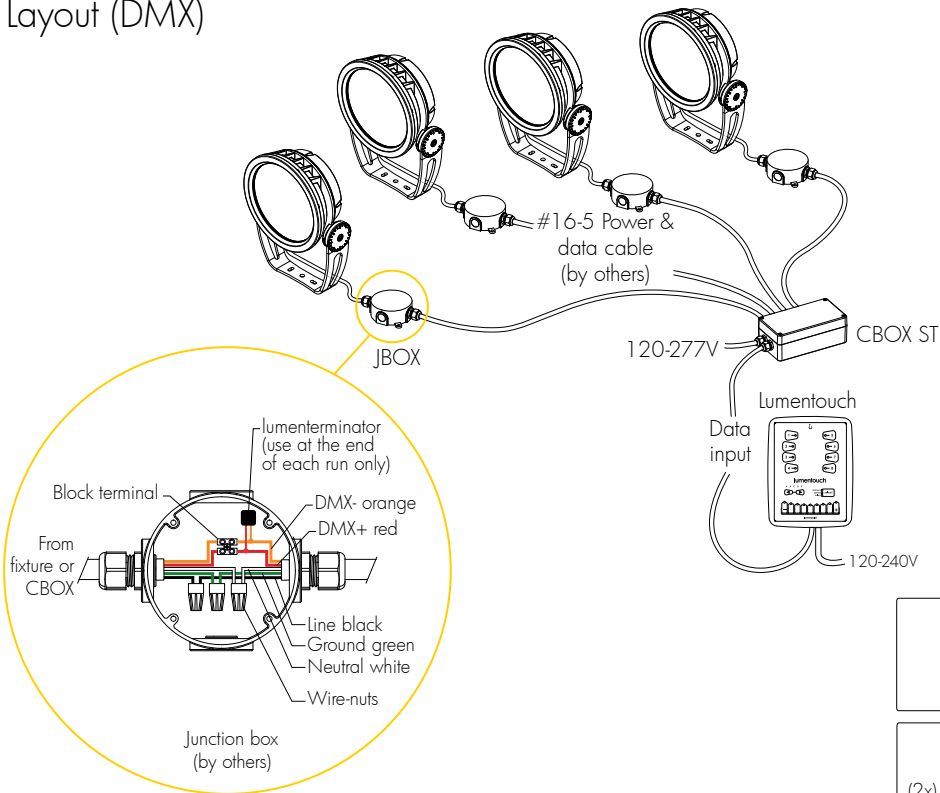 Layout (DMX)
#16-5 Power &
data cable
(by others)
JBOX
120-277V
CBOX ST
Lumentouch
Data
input
lumentouch
120-240V
lumenterminator
(use at the end
of each run only)
Block terminal
DMX- orange
DMX+ red
From
fixture or
CBOX
Line black
Ground green
Neutral white
Wire-nuts
Junction box
(by others)
(2x)